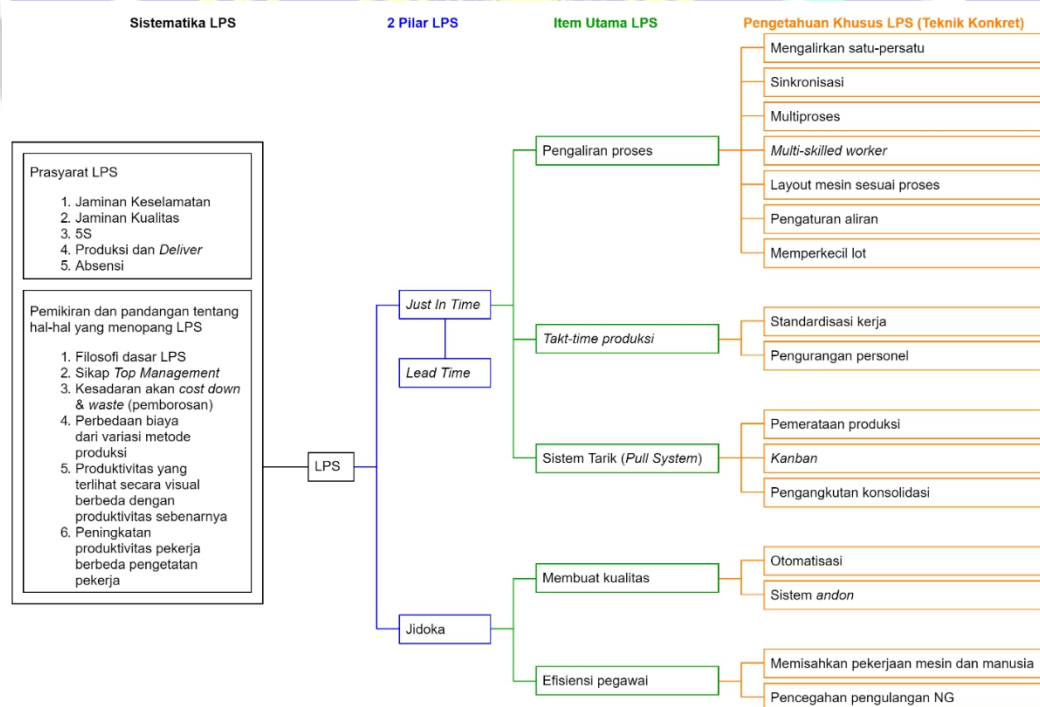 Sistematika LPS
2 Pilar LPS
Item Utama LPS
Pengetahuan Khusus LPS (Teknik Konkret)
Prasyarat LPS
1. Jaminan Keselamatan
2. Jaminan Kualitas
3. 5S
4. Produksi dan Deliver
5. Absensi
Pemikiran dan pandangan tentang
hal-hal yang menopang LPS
1. Filosofi dasar LPS
2. Sikap Top Management
3. Kesadaran akan cost down
& waste (pemborosan)
4. Perbedaan biaya
dari variasi metode
produksi
5. Produktivitas yang
terlihat secara visual
berbeda dengan
produktivitas sebenarnya
6. Peningkatan
produktivitas pekerja
berbeda pengetatan
pekerja
LPS
Just In Time
Lead Time
Jidoka
Pengaliran proses
Takt-time produksi
Sistem Tarik (Pull System)
Membuat kualitas
Efisiensi pegawai
Mengalirkan satu-persatu
Sinkronisasi
Multiproses
Multi-skilled worker
Layout mesin sesuai proses
Pengaturan aliran
Memperkecil lot
Standardisasi kerja
Pengurangan personel
Pemerataan produksi
Kanban
Pengangkutan konsolidasi
Otomatisasi
Sistem andon
Memisahkan pekerjaan mesin dan manusia
Pencegahan pengulangan NG